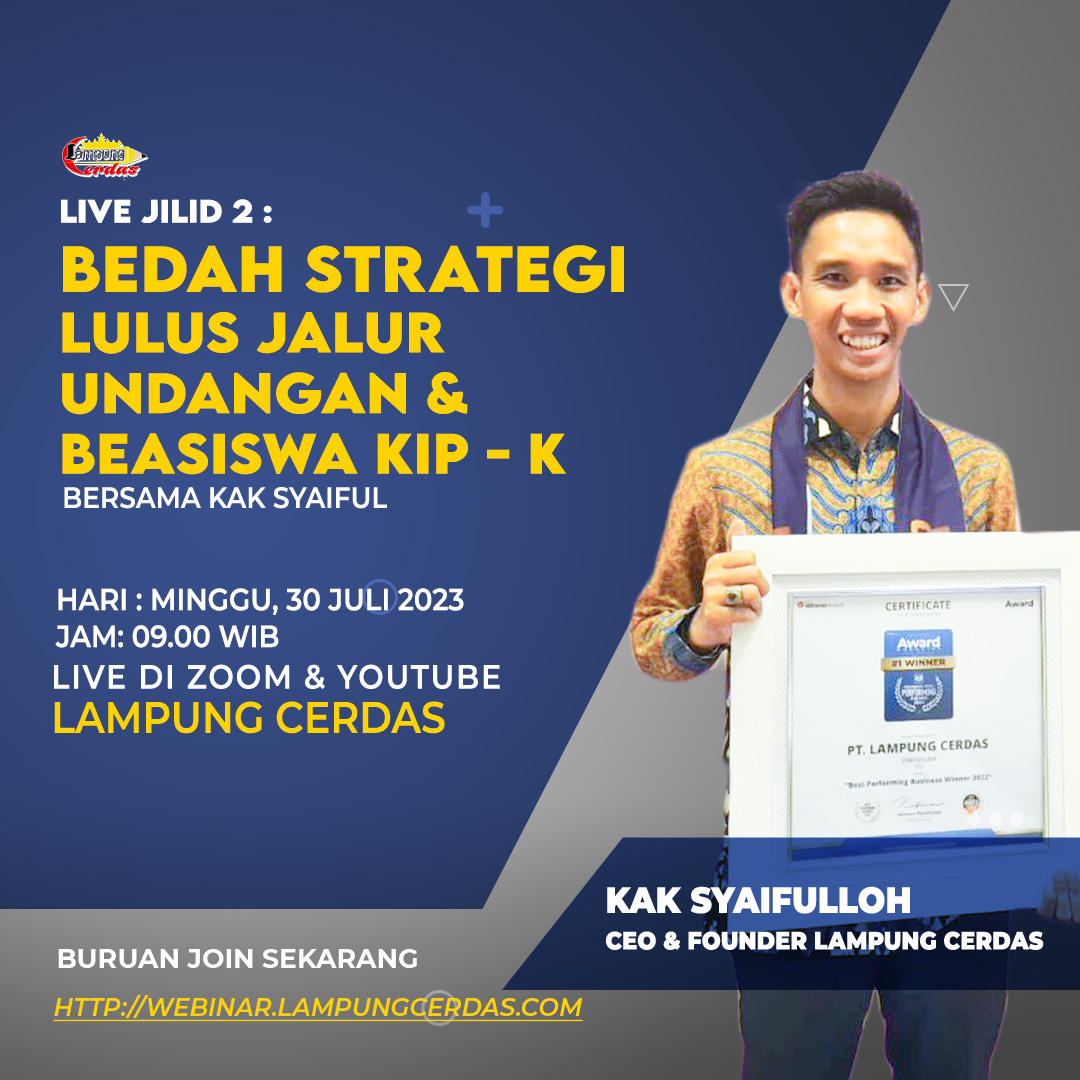 Lampung
Cerdas
LIVE JILID 2 :
BEDAH STRATEGI
LULUS JALUR
UNDANGAN &
BEASISWA KIP - K
BERSAMA KAK SYAIFUL
HARI : MINGGU, 30 JULI 2023
JAM: 09.00 WIB
LIVE DI ZOOM & YOUTUBE
LAMPUNG CERDAS
CERTIFICATE
Award
Award
#1 WINNER
PERFORMING
PT. LAMPUNG CERDAS
SYAIFULLOH
"Best Performing Business Winner 2022"
KAK SYAIFULLOH
CEO & FOUNDER LAMPUNG CERDAS
BURUAN JOIN SEKARANG
HTTP://WEBINAR.LAMPUNGCERDAS.COM